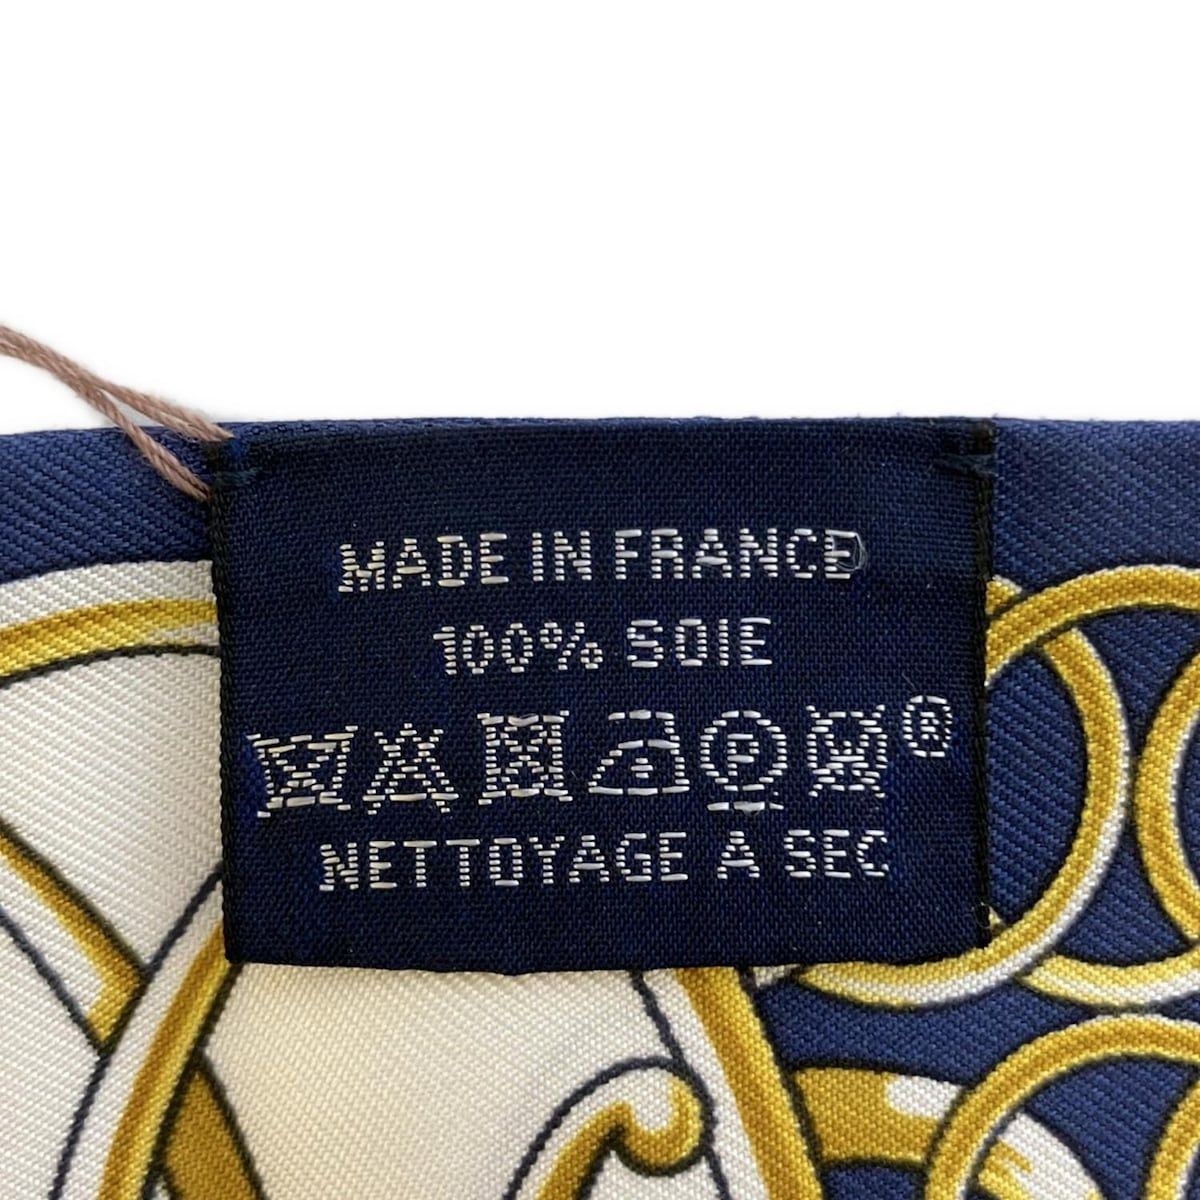 MADE IN FRANCE
100% SOIE
P W ®
NETTOYAGE A SEC